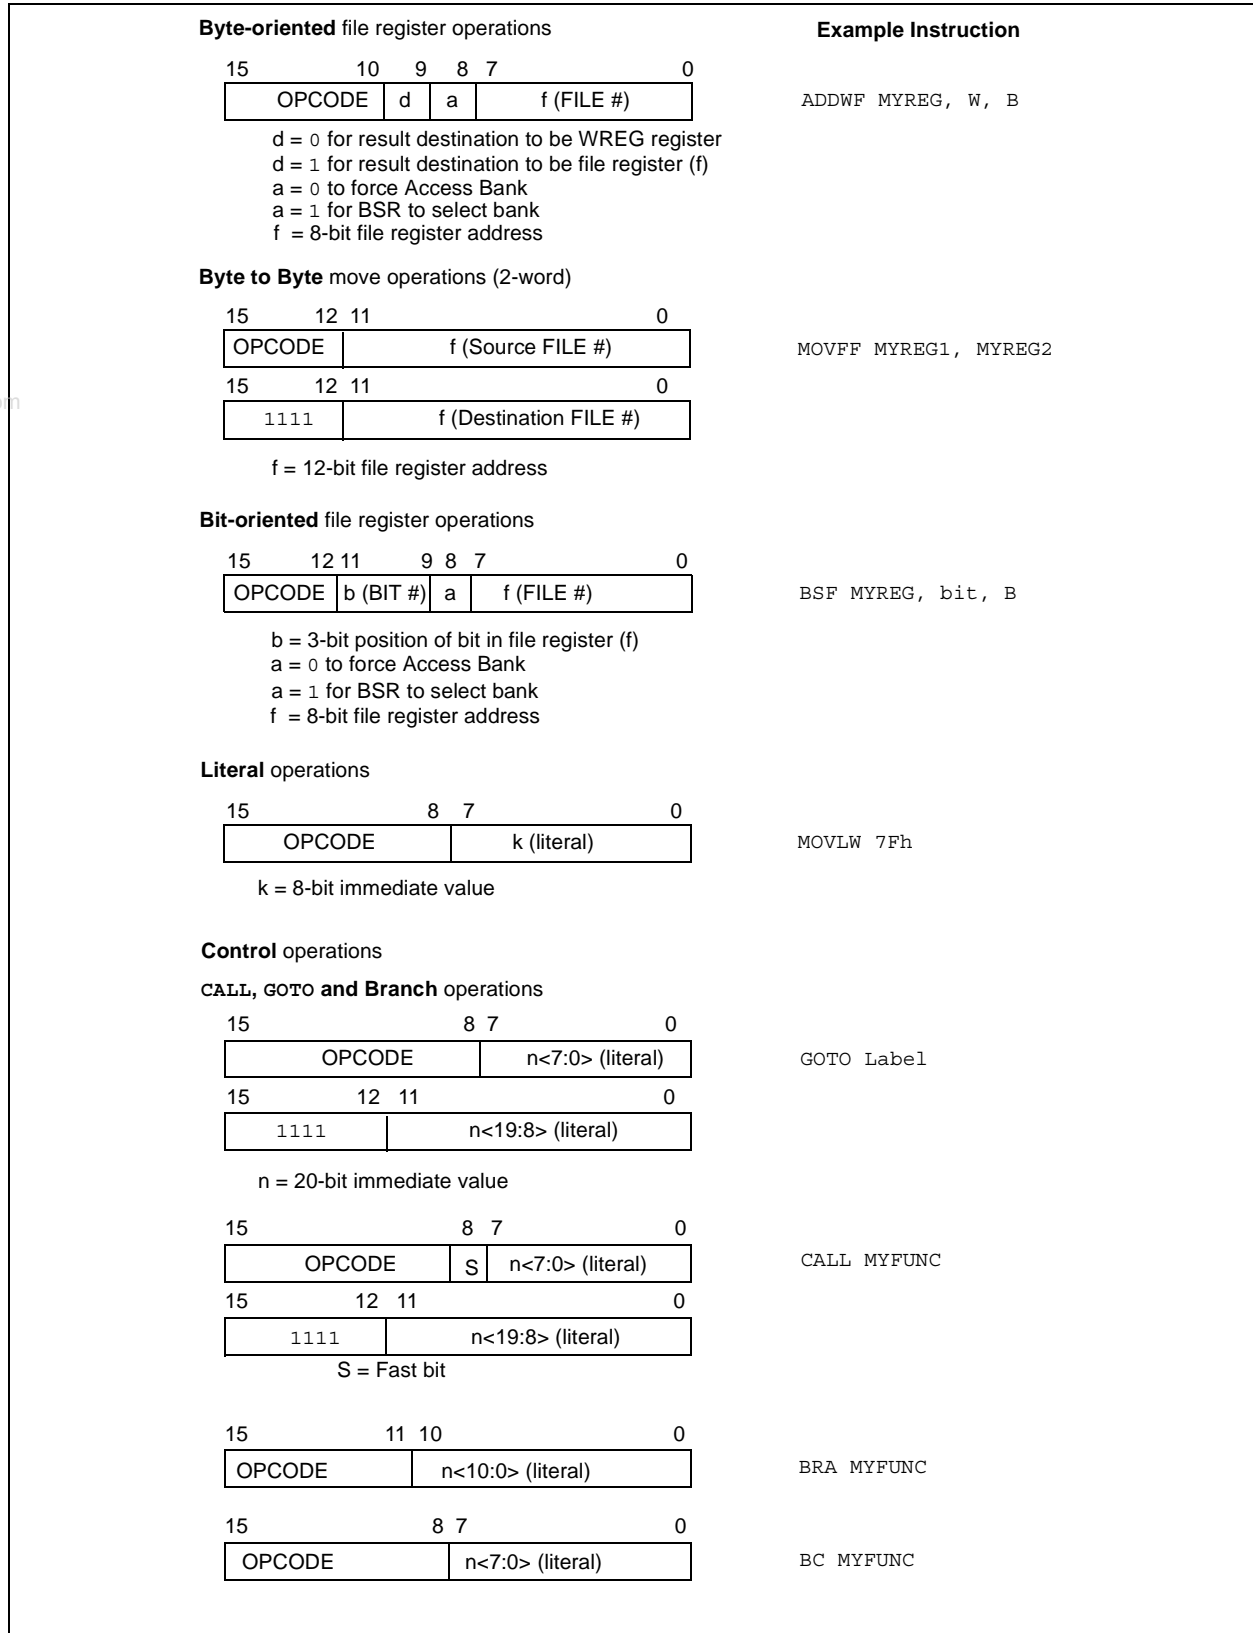 Byte-oriented file register operations
Example Instruction
15 10 9 8 7 0
OPCODE d a f (FILE #)
ADDWF MYREG, W, B
d = 0 for result destination to be WREG register
d = 1 for result destination to be file register (f)
a = 0 to force Access Bank
a = 1 for BSR to select bank
f = 8-bit file register address
Byte to Byte move operations (2-word)
15 12 11 0
OPCODE f (Source FILE #)
MOVFF MYREG1, MYREG2
15 12 11 0
om
1111 f (Destination FILE #)
f = 12-bit file register address
Bit-oriented file register operations
15 12 11 9 8 7 0
OPCODE b (BIT #) a f (FILE #)
BSF MYREG, bit, B
b = 3-bit position of bit in file register (f)
a = 0 to force Access Bank
a = 1 for BSR to select bank
f = 8-bit file register address
Literal operations
15 8 7 0
OPCODE k (literal)
MOVLW 7Fh
k = 8-bit immediate value
Control operations
CALL, GOTO and Branch operations
15 8 7 0
OPCODE n<7:0> (literal)
GOTO Label
15 12 11 0
1111 n<19:8> (literal)
n = 20-bit immediate value
15 8 7 0
OPCODE S n<7:0> (literal)
CALL MYFUNC
15 12 11 0
1111 n<19:8> (literal)
S = Fast bit
15 11 10 0
OPCODE n<10:0> (literal)
BRA MYFUNC
15 8 7 0
OPCODE n<7:0> (literal)
BC MYFUNC